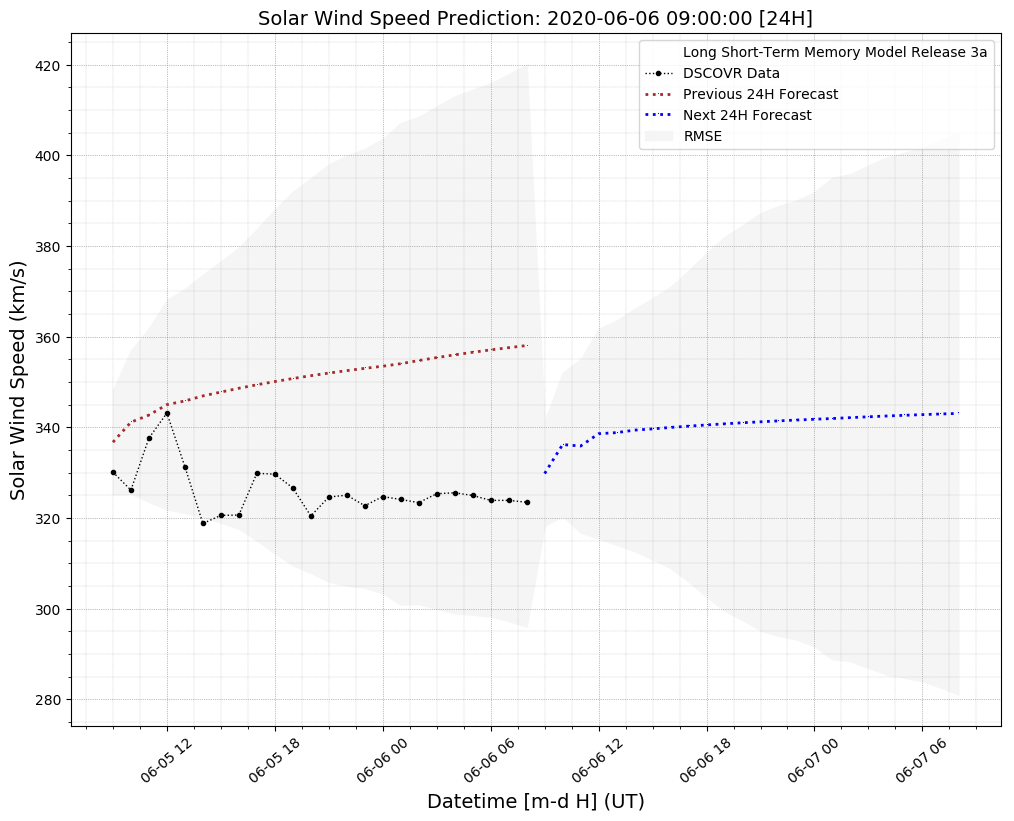 Solar Wind Speed Prediction: 2020-06-06 09:00:00 [24H]
Long Short-Term Memory Model Release 3a
DSCOVR Data
Previous 24H Forecast
Next 24H Forecast
RMSE
Solar Wind Speed (km/s)
420
400
380
360
340
320
300
280
06-05 12
06-05 18
06-06 00
06-06 06
06-06 12
06-06 18
06-07 00
06-07 06
Datetime [m-d H] (UT)